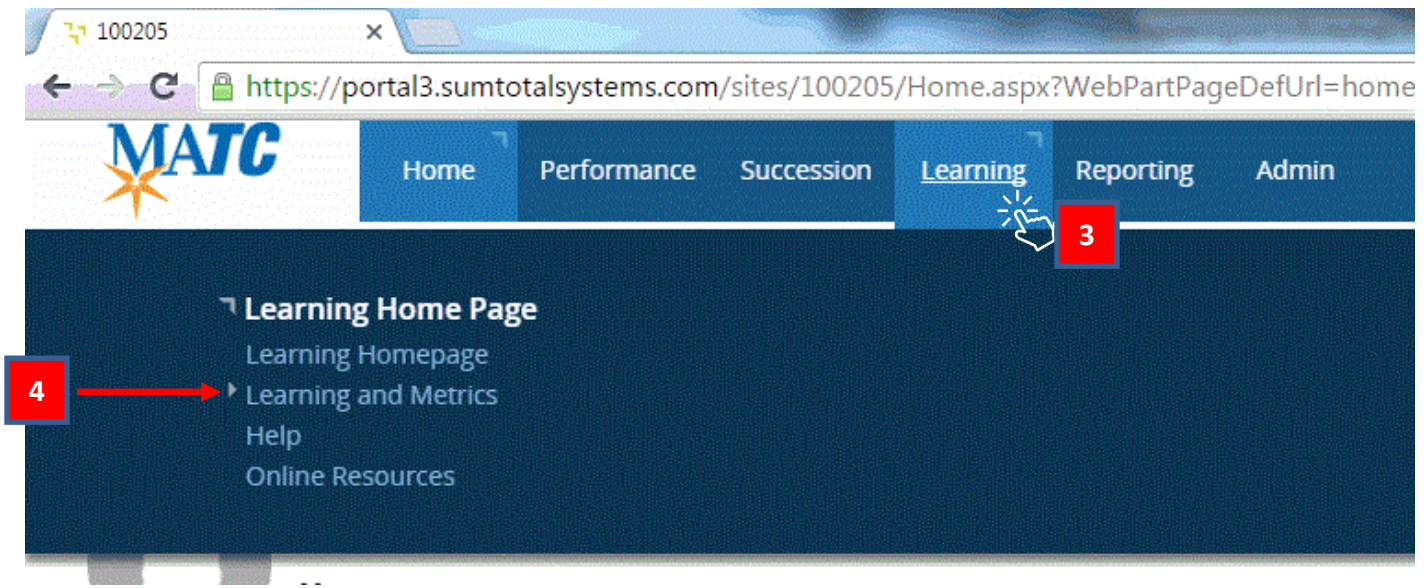 100205
https://portal3.sumtotalsystems.com/sites/100205/Home.aspx?WebPartPageDefUrl=home
MATC Home Performance Succession Learning Reporting Admin
3
Learning Home Page
Learning Homepage
4 Learning and Metrics
Help
Online Resources